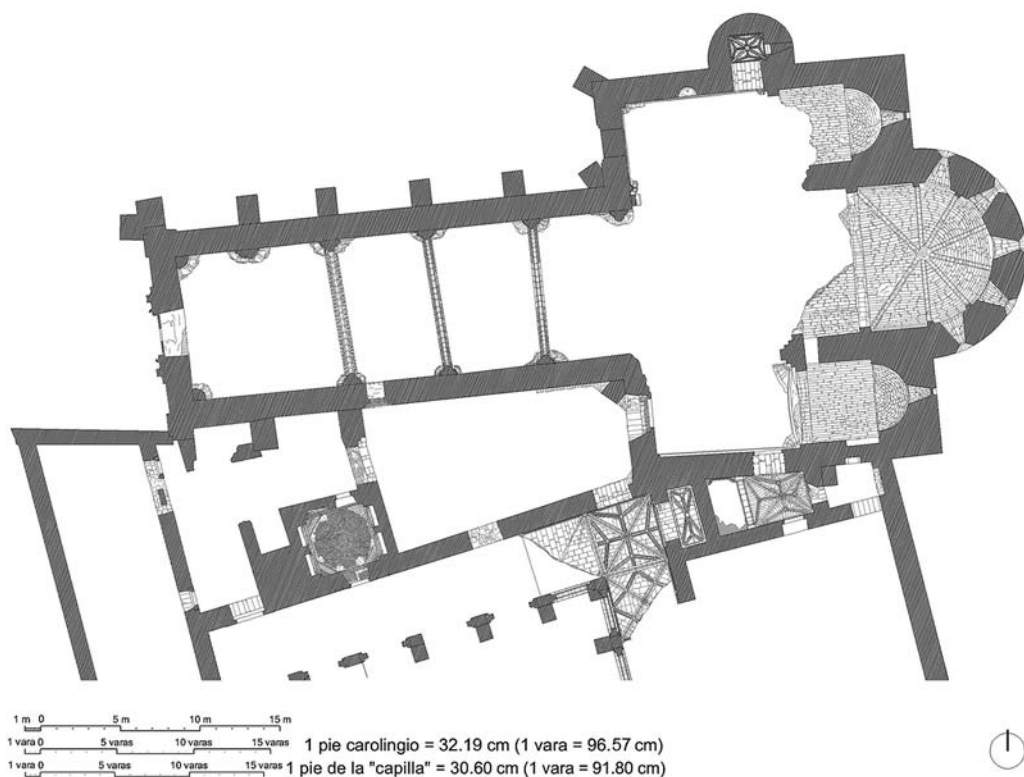 1 m 0 5 m 10 m 15 m
1 vara 0 5 varas 10 varas 15 varas
1 pie carolingio = 32.19 cm (1 vara = 96.57 cm)
1 vara 0 5 varas 10 varas 15 varas
1 pie de la "capilla" = 30.60 cm (1 vara = 91.80 cm)